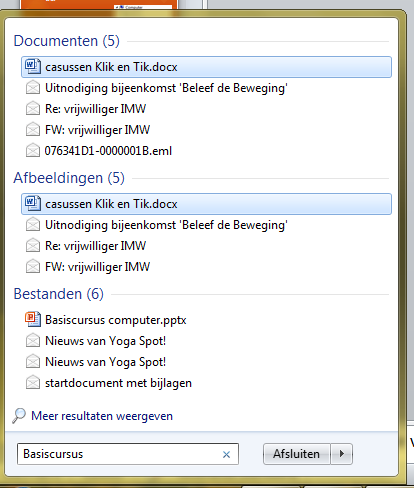 Computer
Documenten (5)
casussen Klik en Tik.docx
Uitnodiging bijeenkomst 'Beleef de Beweging'
Re: vrijwilliger IMW
FW: vrijwilliger IMW
076341D1-0000001B.eml
Afbeeldingen (5)
casussen Klik en Tik.docx
Uitnodiging bijeenkomst 'Beleef de Beweging'
Re: vrijwilliger IMW
FW: vrijwilliger IMW
Bestanden (6)
Basiscursus computer.pptx
Nieuws van Yoga Spot!
Nieuws van Yoga Spot!
startdocument met bijlagen
Meer resultaten weergeven
Basiscursus
Afsluiten